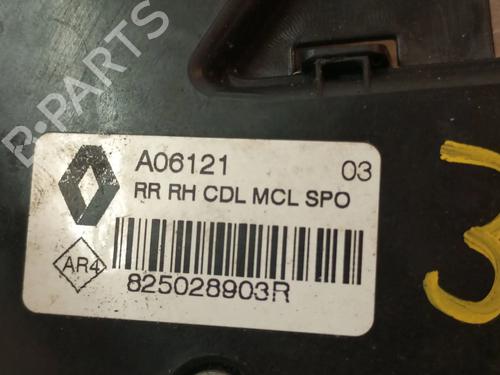 B-PARTS
A06121 03
RR RH CDL MCL SPO
AR4
825028903R
3